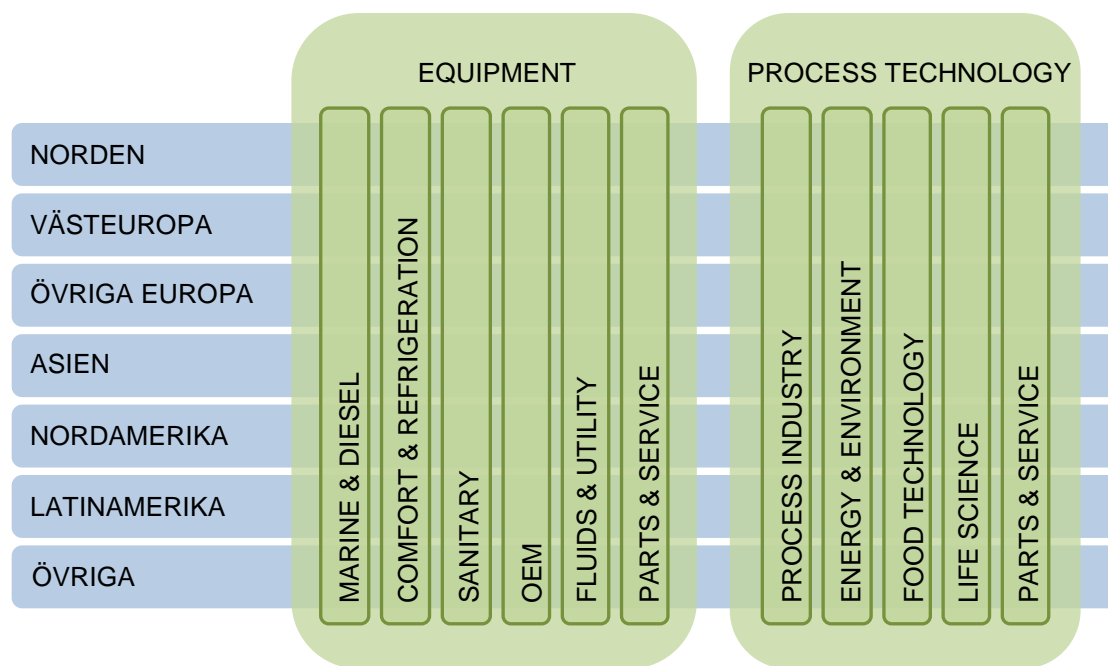 EQUIPMENT
PROCESS TECHNOLOGY
NORDEN
VÄSTEUROPA
ÖVRIGA EUROPA
ASIEN
NORDAMERIKA
LATINAMERIKA
ÖVRIGA
MARINE & DIESEL
COMFORT & REFRIGERATION
SANITARY
OEM
FLUIDS & UTILITY
PARTS & SERVICE
PROCESS INDUSTRY
ENERGY & ENVIRONMENT
FOOD TECHNOLOGY
LIFE SCIENCE
PARTS & SERVICE